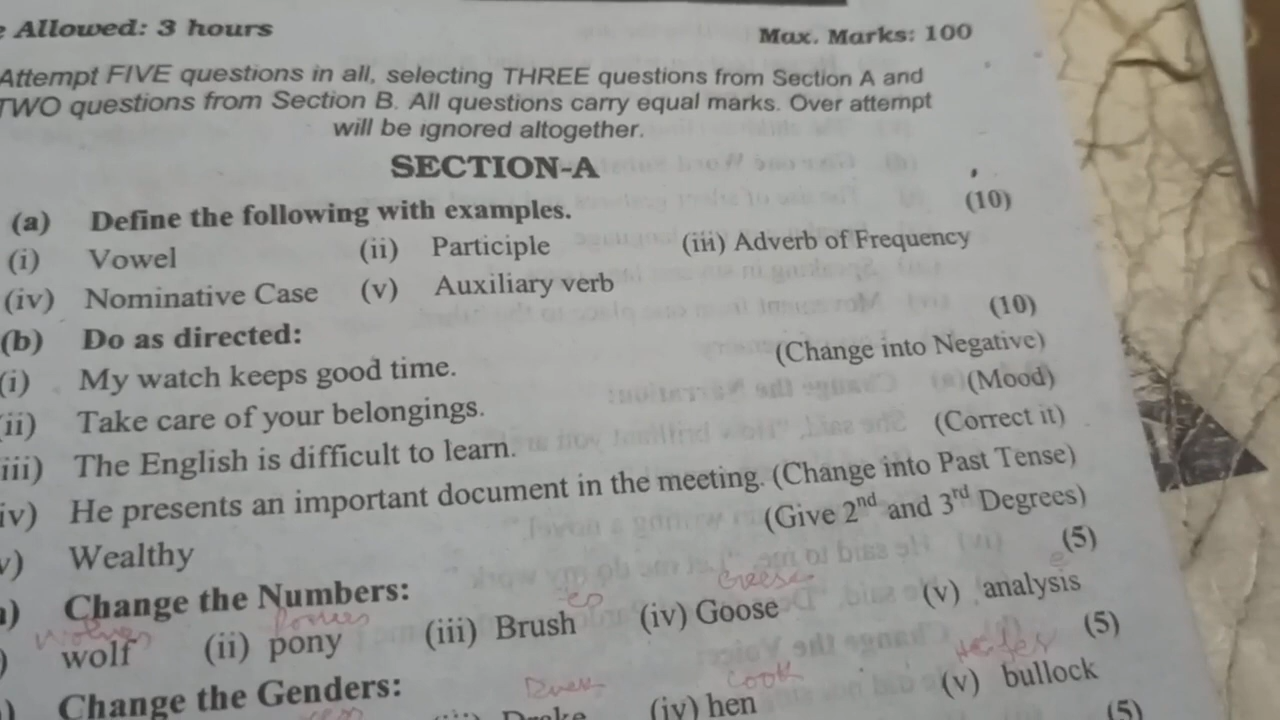 Allowed: 3 hours Max. Marks: 100
Attempt FIVE questions in all, selecting THREE questions from Section A and
TWO questions from Section B. All questions carry equal marks. Over attempt
will be ignored altogether.
SECTION-A
(a) Define the following with examples. (10)
(i) Vowel (ii) Participle (iii) Adverb of Frequency
(iv) Nominative Case (v) Auxiliary verb
(b) Do as directed: (10)
(i) My watch keeps good time. (Change into Negative)
ii) Take care of your belongings. (Mood)
iii) The English is difficult to learn. (Correct it)
iv) He presents an important document in the meeting. (Change into Past Tense)
v) Wealthy (Give 2nd and 3rd Degrees)
) Change the Numbers: (5)
wolves ponies es Geese e
) wolf (ii) pony (iii) Brush (iv) Goose (v) analysis
) Change the Genders: (5)
cock heifer
(iv) hen (v) bullock
(5)